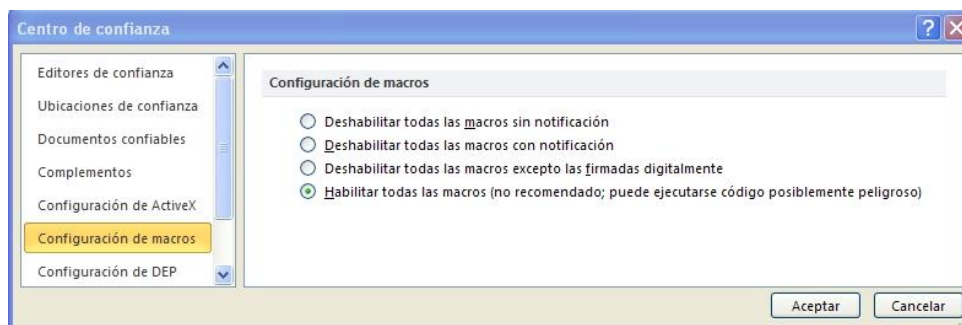 Centro de confianza
Editores de confianza
Ubicaciones de confianza
Documentos confiables
Complementos
Configuración de ActiveX
Configuración de macros
Configuración de DEP
Configuración de macros
Deshabilitar todas las macros sin notificación
Deshabilitar todas las macros con notificación
Deshabilitar todas las macros excepto las firmadas digitalmente
Habilitar todas las macros (no recomendado; puede ejecutarse código posiblemente peligroso)
Aceptar
Cancelar